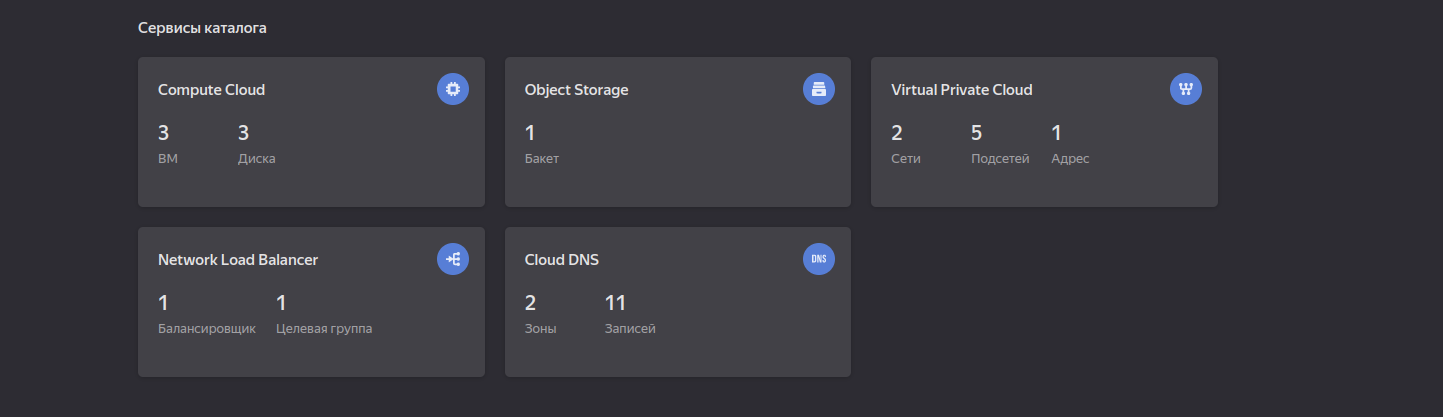 Сервисы каталога
Compute Cloud
3 3
ВМ Диска
Object Storage
1
Бакет
Virtual Private Cloud
2 5 1
Сети Подсетей Адрес
Network Load Balancer
1 1
Балансировщик Целевая группа
Cloud DNS
DNS
2 11
Зоны Записей